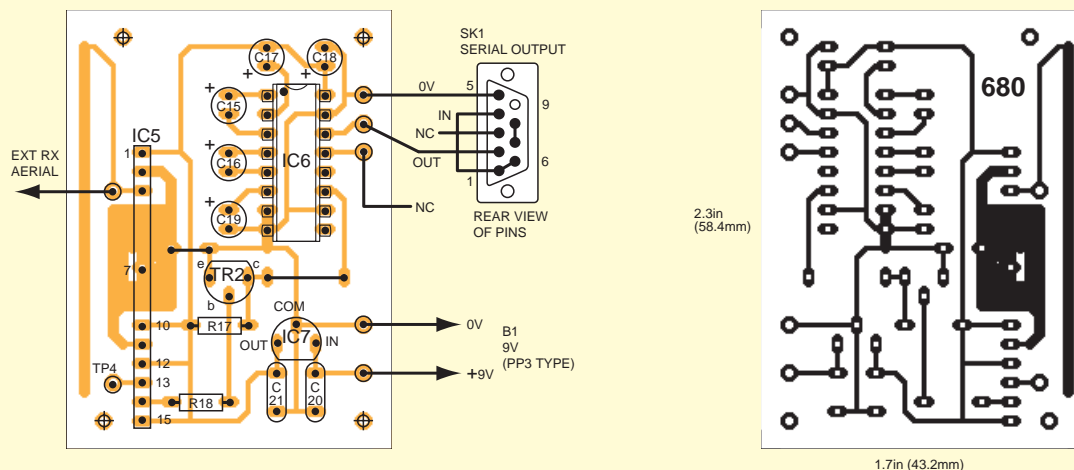 SK1
SERIAL OUTPUT
C17
C18
+
+
+
C15
0V
5
9
IN
NC
IC5
1
IC6
EXT RX
AERIAL
+
C16
OUT
6
1
+
C19
NC
REAR VIEW
OF PINS
7
e
TR2
c
b
COM
10
R17
OUT
IC7
IN
0V
B1
9V
(PP3 TYPE)
12
TP4
13
C
21
C
20
+9V
R18
15
680
2.3in
(58.4mm)
1.7in (43.2mm)